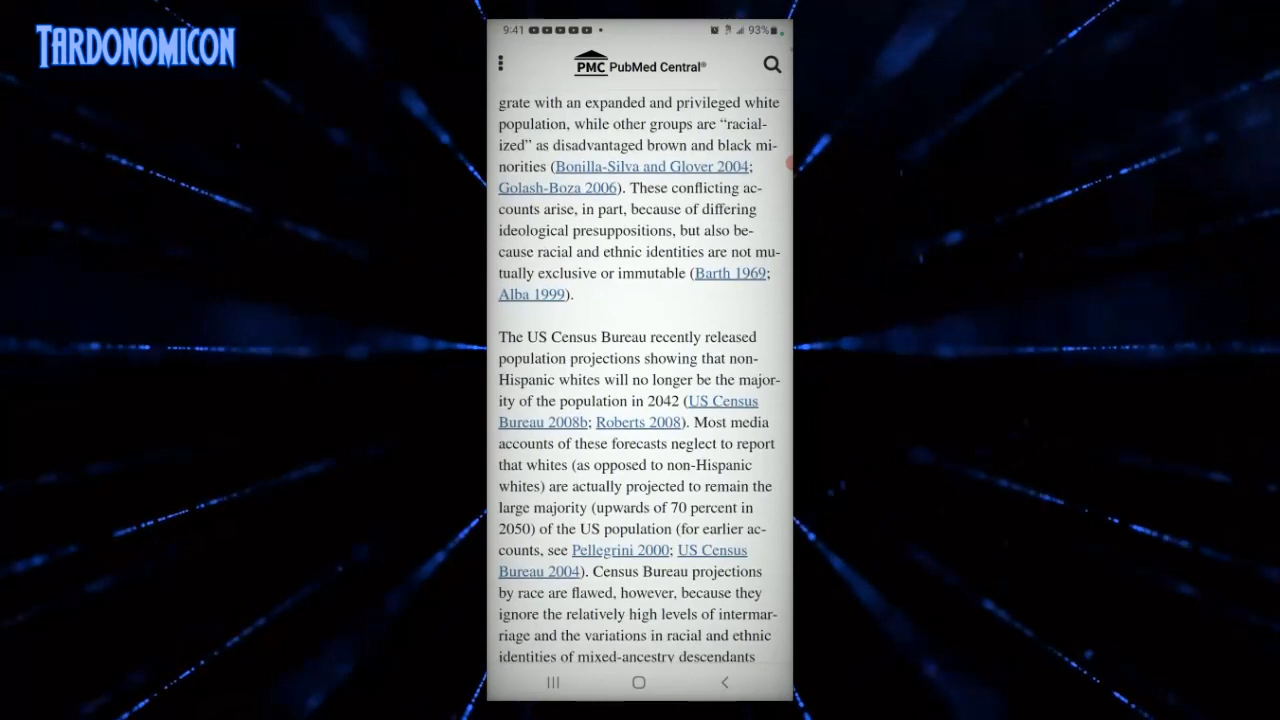 TARDONOMICON
9:41
93%
PMC PubMed Central®
grate with an expanded and privileged white
population, while other groups are “racial-
ized” as disadvantaged brown and black mi-
norities (Bonilla-Silva and Glover 2004;
Golash-Boza 2006). These conflicting ac-
counts arise, in part, because of differing
ideological presuppositions, but also be-
cause racial and ethnic identities are not mu-
tually exclusive or immutable (Barth 1969;
Alba 1999).
The US Census Bureau recently released
population projections showing that non-
Hispanic whites will no longer be the major-
ity of the population in 2042 (US Census
Bureau 2008b; Roberts 2008). Most media
accounts of these forecasts neglect to report
that whites (as opposed to non-Hispanic
whites) are actually projected to remain the
large majority (upwards of 70 percent in
2050) of the US population (for earlier ac-
counts, see Pellegrini 2000; US Census
Bureau 2004). Census Bureau projections
by race are flawed, however, because they
ignore the relatively high levels of intermar-
riage and the variations in racial and ethnic
identities of mixed-ancestry descendants